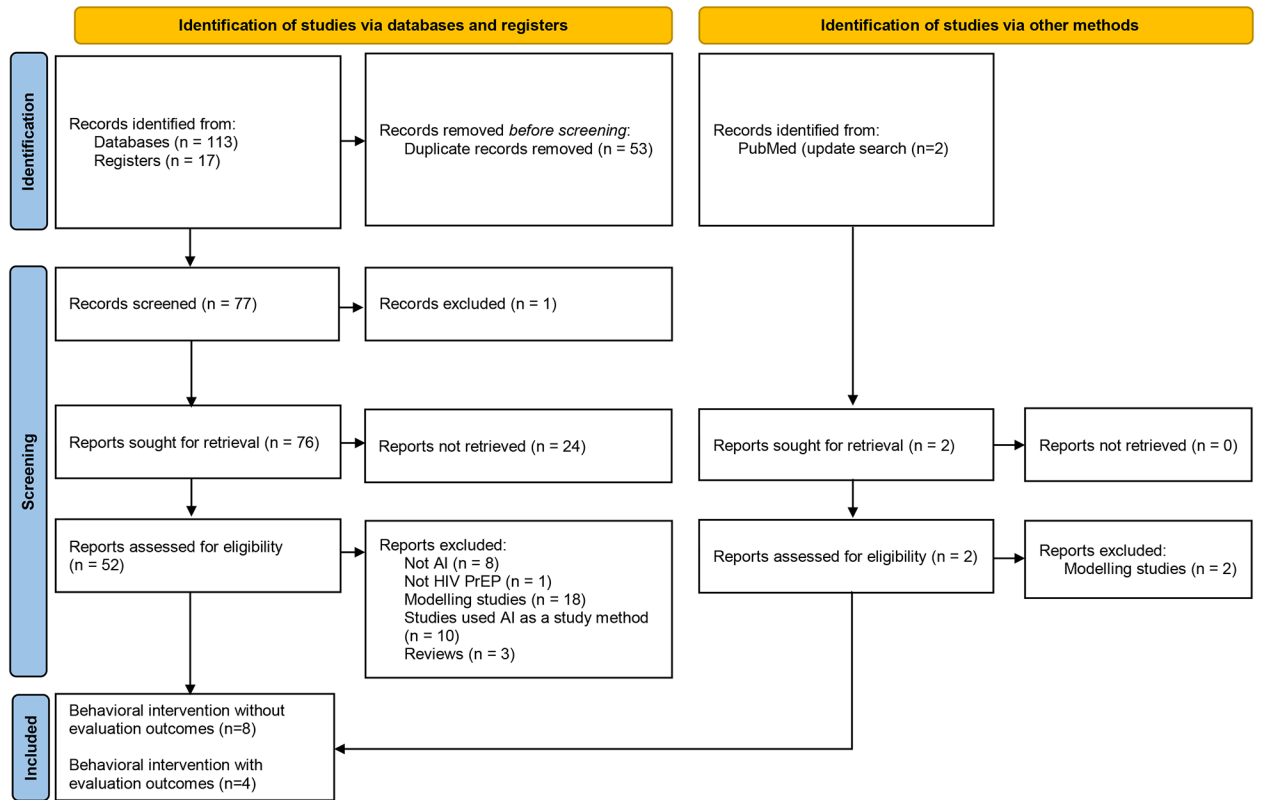 Identification of studies via databases and registers
Identification of studies via other methods
Identification
Records identified from:
Databases (n = 113)
Registers (n = 17)
Records removed before screening:
Duplicate records removed (n = 53)
Records identified from:
PubMed (update search (n=2)
Screening
Records screened (n = 77)
Records excluded (n = 1)
Reports sought for retrieval (n = 76)
Reports not retrieved (n = 24)
Reports sought for retrieval (n = 2)
Reports not retrieved (n = 0)
Reports assessed for eligibility
(n = 52)
Reports excluded:
Not AI (n = 8)
Not HIV PrEP (n = 1)
Modelling studies (n = 18)
Studies used AI as a study method
(n = 10)
Reviews (n = 3)
Reports assessed for eligibility (n = 2)
Reports excluded:
Modelling studies (n = 2)
Included
Behavioral intervention without
evaluation outcomes (n=8)
Behavioral intervention with
evaluation outcomes (n=4)